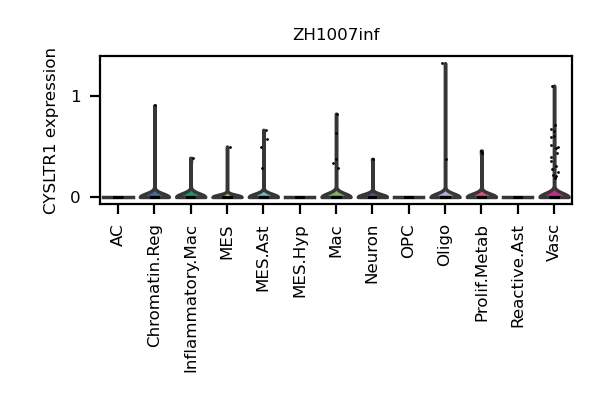 ZH1007inf
CYSLTR1 expression
1
0
AC
Chromatin.Reg
Inflammatory.Mac
MES
MES.Ast
MES.Hyp
Mac
Neuron
OPC
Oligo
Prolif.Metab
Reactive.Ast
Vasc